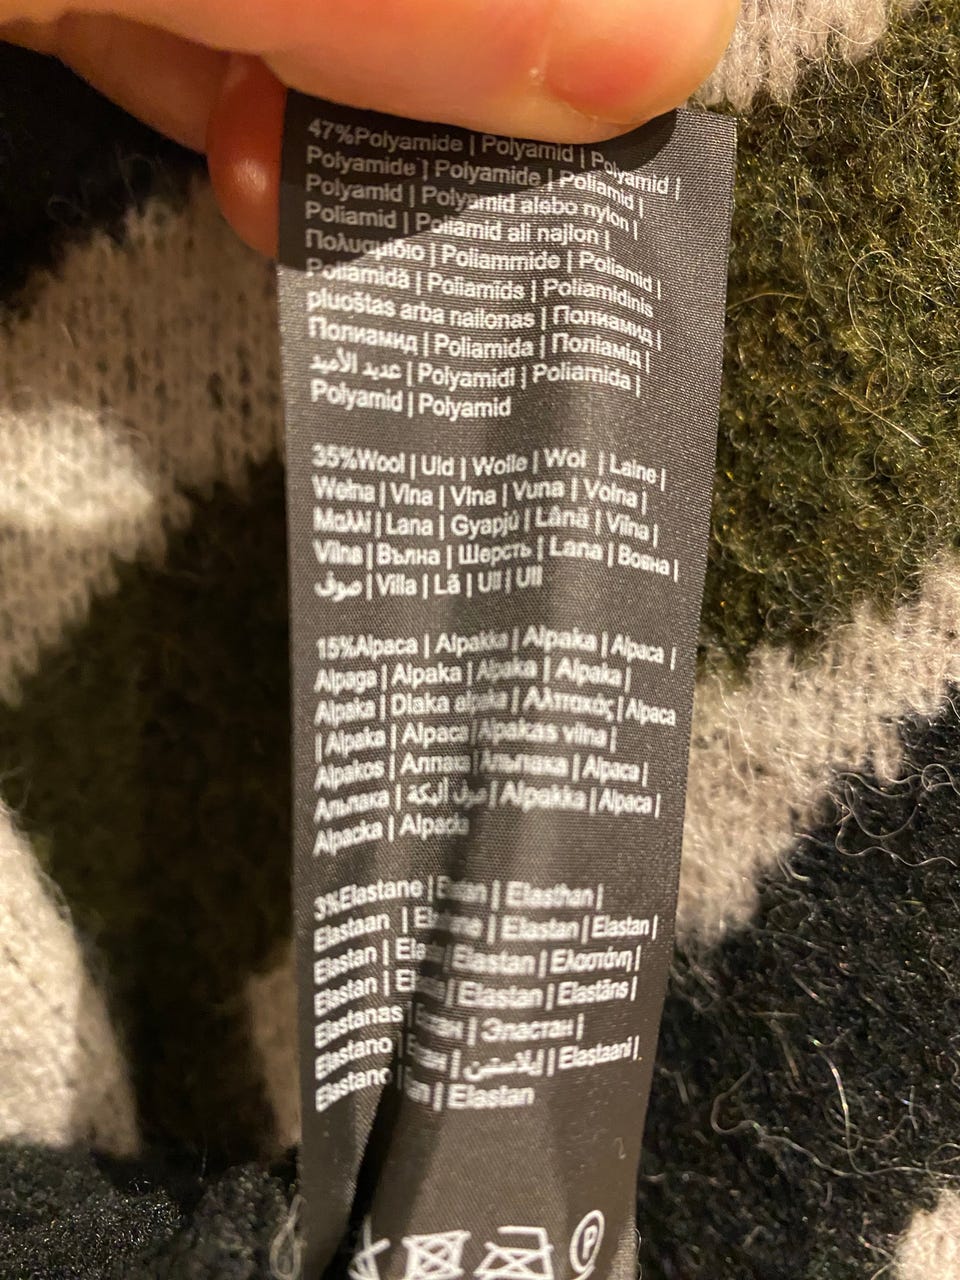 47%Polyamide | Polyamid | Polyamid |
Polyamide | Polyamide | Poliamid |
Polyamid | Polyamid alebo nylon |
Poliamid | Poliamid ali najlon |
Πολυαμίδιο | Poliammide | Poliamid |
Poliamidă | Poliamīds | Poliamidinis
pluoštas arba nailonas | Полиамид |
Полиамид | Poliamida | Поліамід |
عديد الأميد | Polyamidi | Poliamida |
Polyamid | Polyamid
35%Wool | Uld | Wolle | Wol | Laine |
Wełna | Vlna | Vlna | Vuna | Volna |
Μαλλί | Lana | Gyapjú | Lână | Vilna |
Vilna | Вълна | Шерсть | Lana | Вовна |
صوف | Villa | Lã | Ull | Ull
15%Alpaca | Alpakka | Alpaka | Alpaca |
Alpaga | Alpaka | Alpaka | Alpaka |
Alpaka | Dlaka alpaka | Αλπακάς | Alpaca
| Alpaka | Alpaca | Alpakas vilna |
Alpakos | Алпака | Альпака | Alpaca |
Альпака | صوف ألبكة | Alpakka | Alpaca |
Alpacka | Alpacka
3%Elastane | Elastan | Elasthan |
Elastaan | | Elastan | Elastan |
Elastan | | Elastan | Ελαστάνη |
Elastan | | Elastan | Elastāns |
Elastanas | | Эластан |
Elastano | | إيلاستين | Elastaani |
Elastano | | Elastan
P